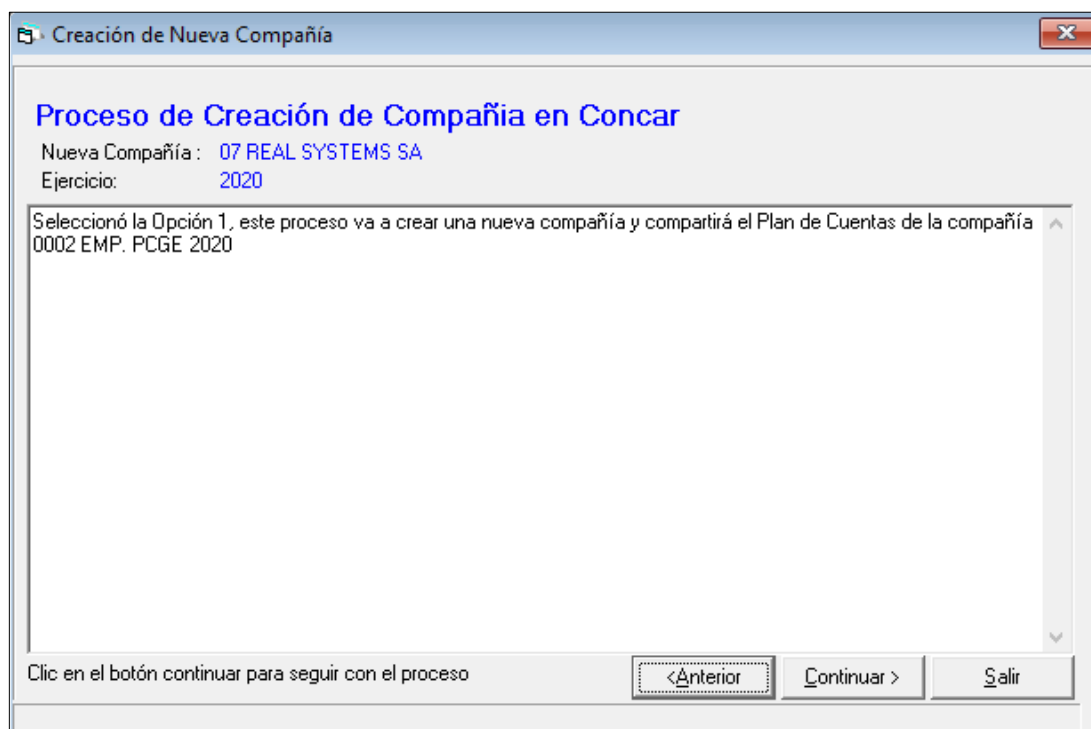 Creación de Nueva Compañía
Proceso de Creación de Compañia en Concar
Nueva Compañía : 07 REAL SYSTEMS SA
Ejercicio: 2020
Seleccionó la Opción 1, este proceso va a crear una nueva compañía y compartirá el Plan de Cuentas de la compañía
0002 EMP. PCGE 2020
Clic en el botón continuar para seguir con el proceso
<Anterior
Continuar >
Salir